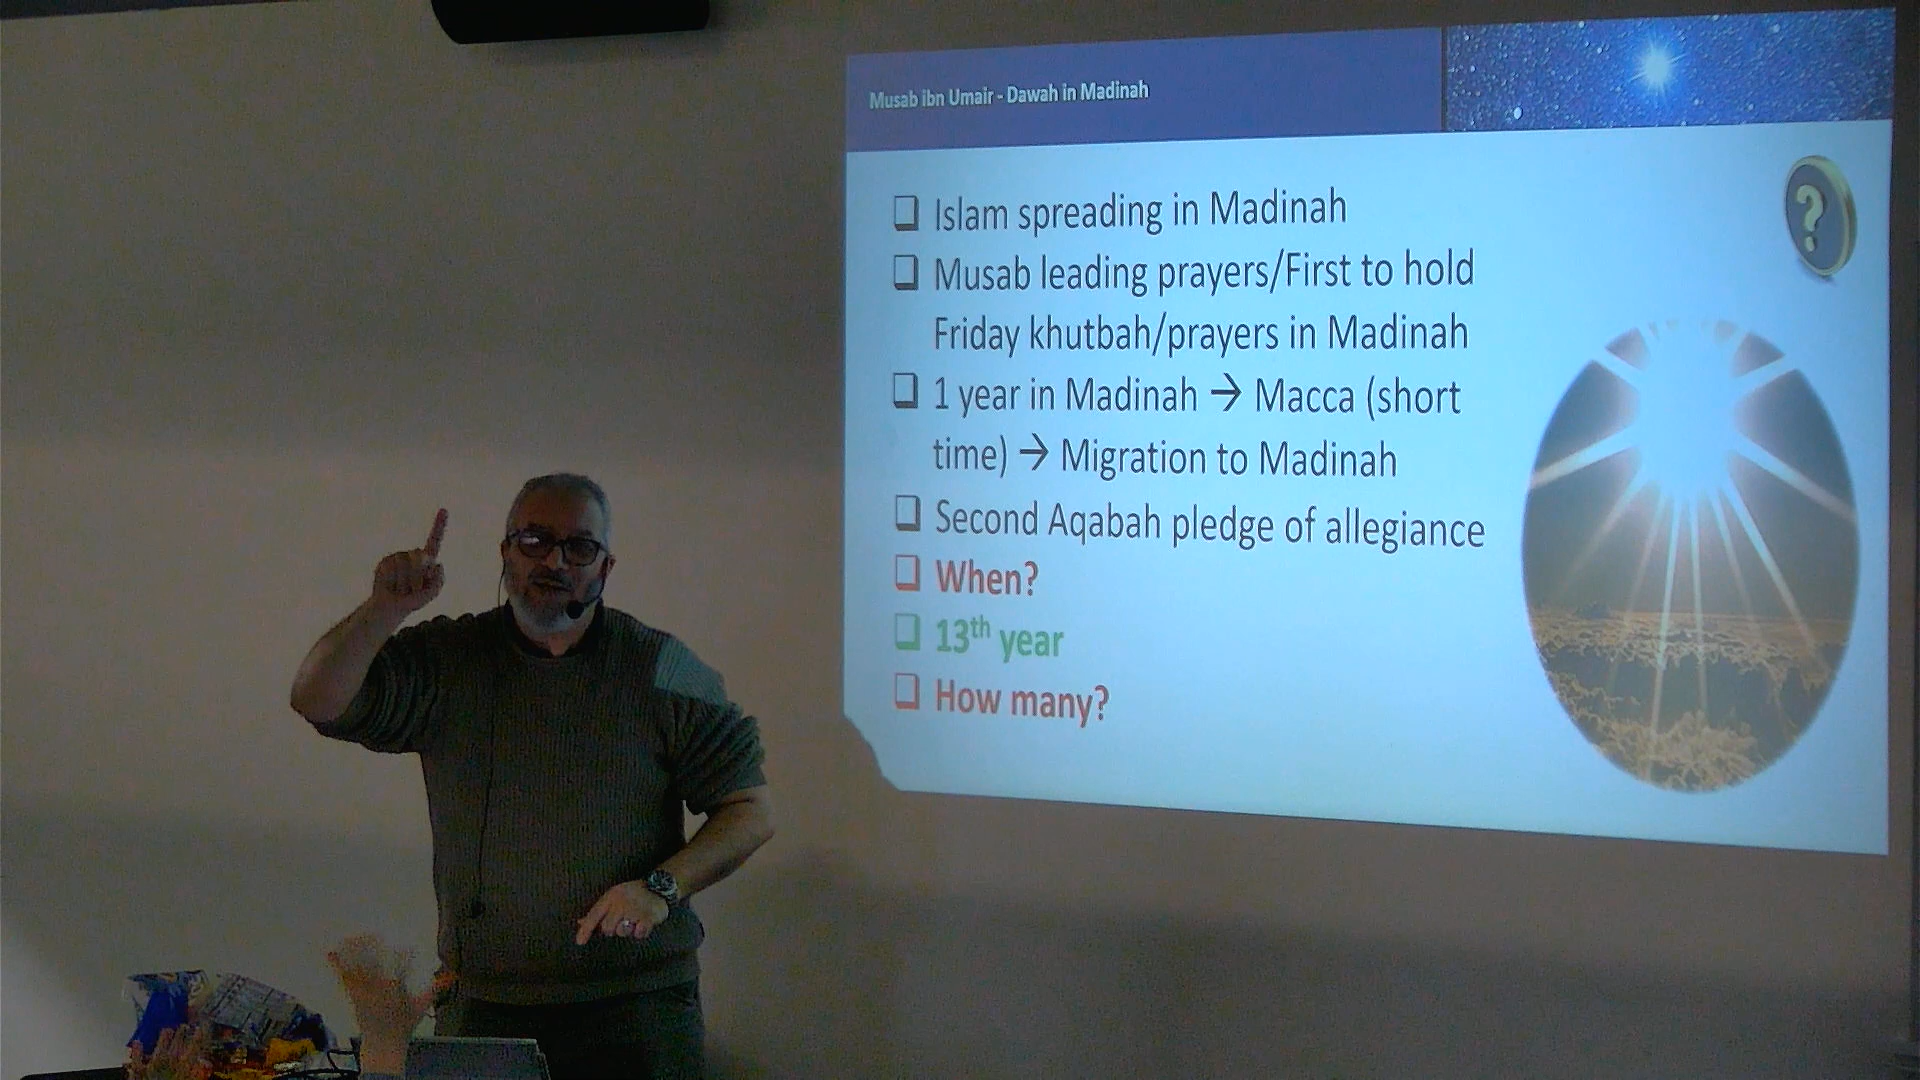 Musab ibn Umair - Dawah in Madinah
❑ Islam spreading in Madinah
❑ Musab leading prayers/First to hold
Friday khutbah/prayers in Madinah
❑ 1 year in Madinah → Macca (short
time) → Migration to Madinah
❑ Second Aqabah pledge of allegiance
❑ When?
❑ 13th year
❑ How many?
?